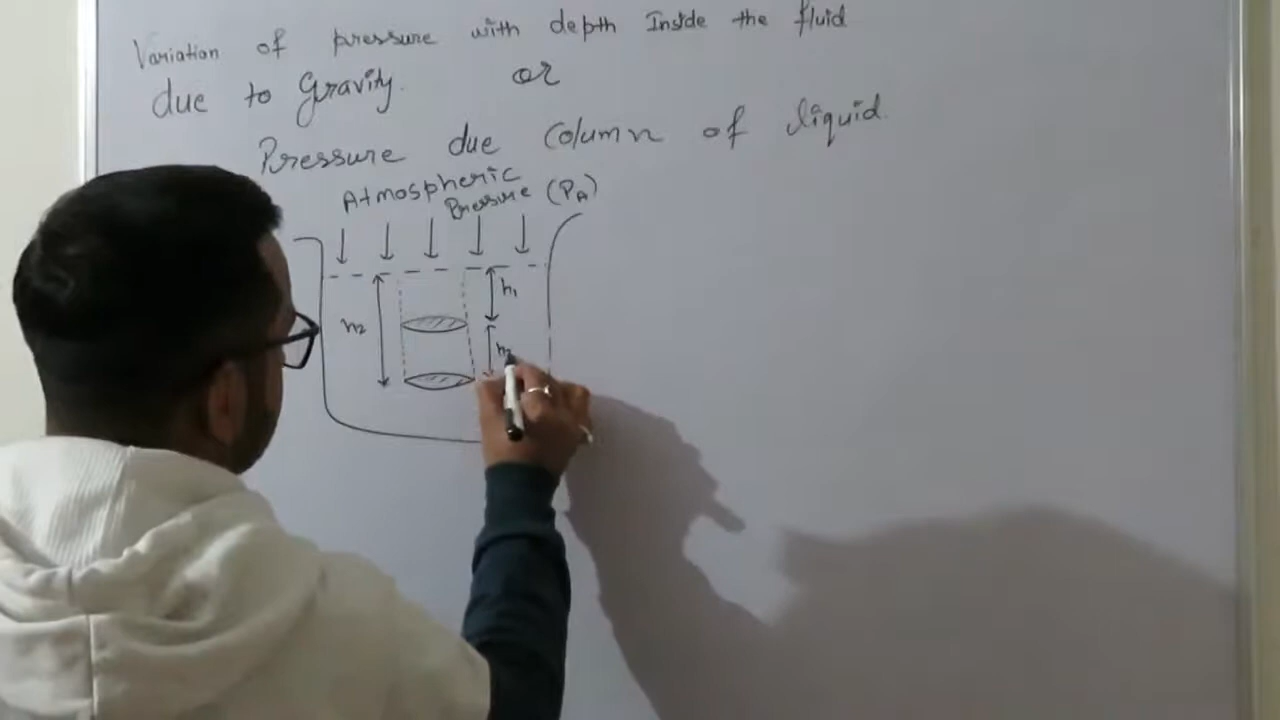 Variation of pressure with depth Inside the fluid
due to Gravity. or
Pressure due column of liquid.
Atmospheric
Pressure (PA)
h1
h2
h2